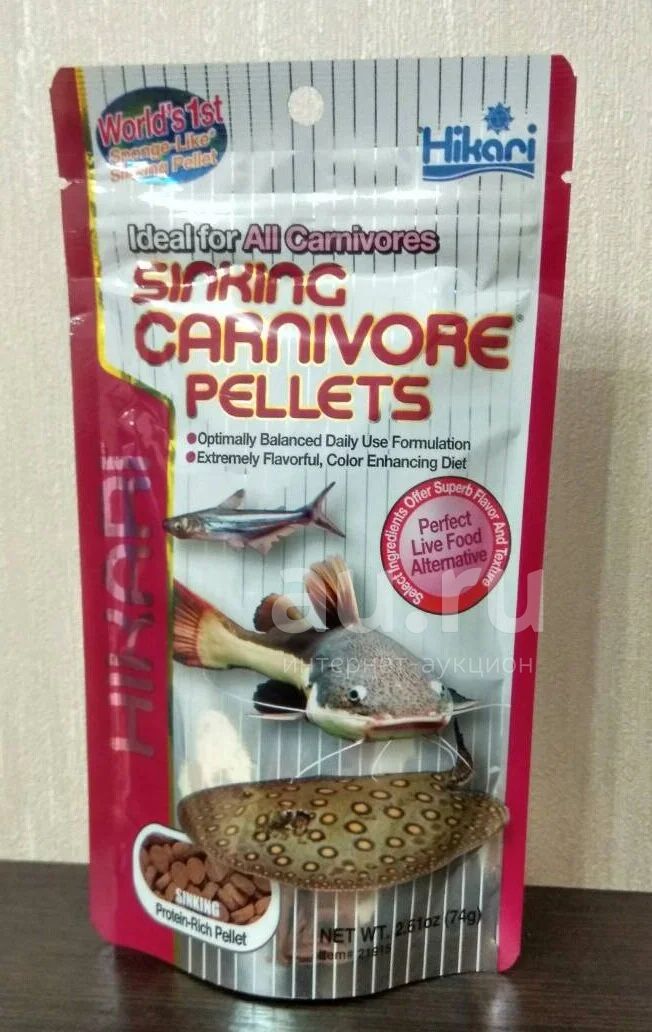 World's 1st
Sponge-Like
Sinking Pellet
Hikari
Ideal for All Carnivores
SINKING
CARNIVORE®
PELLETS
•Optimally Balanced Daily Use Formulation
•Extremely Flavorful, Color Enhancing Diet
Select Ingredients Offer Superb Flavor And Texture
Perfect
Live Food
Alternative
HIKARI
au.ru
интернет-аукцион
SINKING
Protein-Rich Pellet
NET WT. 2.61oz (74g)
Item#